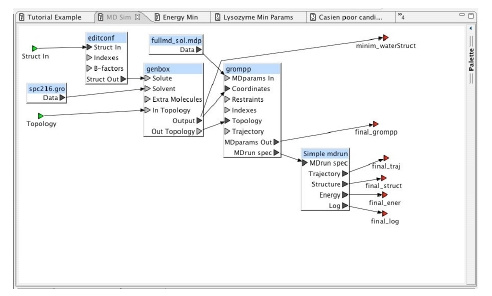 Tutorial Example
MD Sim
Energy Min
Lysozyme Min Params
Casien poor candi...
»4
editconf
Struct In
Indexes
B-factors
Struct Out
Struct In
fullmd_sol.mdp
Data
minim_waterStruct
Palette
spc216.gro
Data
Topology
genbox
Solute
Solvent
Extra Molecules
In Topology
Output
Out Topology
grompp
MDparams In
Coordinates
Restraints
Indexes
Topology
Trajectory
MDparams Out
MDrun spec
final_grompp
Simple mdrun
MDrun spec
Trajectory
Structure
Energy
Log
final_traj
final_struct
final_ener
final_log